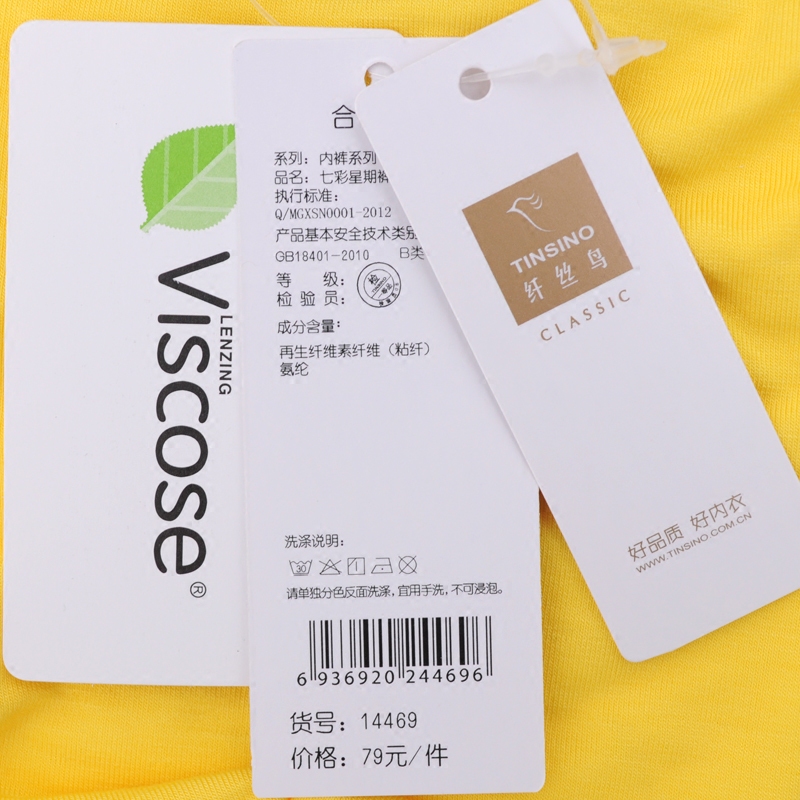 LENZING
VISCOSE®
合
系列：内裤系列
品名：七彩星期裤
执行标准：
Q/MGXSN0001-2012
产品基本安全技术类别
GB18401-2010 B类
等 级：
检验员：
检
成分含量：
再生纤维素纤维（粘纤）
氨纶
洗涤说明：
30
请单独分色反面洗涤，宜用手洗，不可浸泡。
6 936920 244696
货号：14469
价格：79元/件
TINSINO
纤丝鸟
CLASSIC
好品质 好内衣
WWW.TINSINO.COM.CN